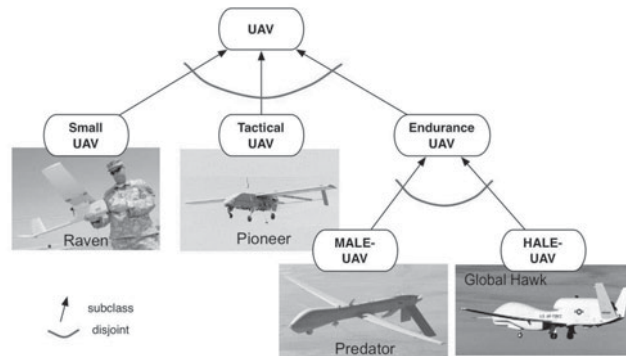 UAV
Small
UAV
Tactical
UAV
Endurance
UAV
Raven
Pioneer
MALE-
UAV
HALE-
UAV
Global Hawk
Predator
subclass
disjoint